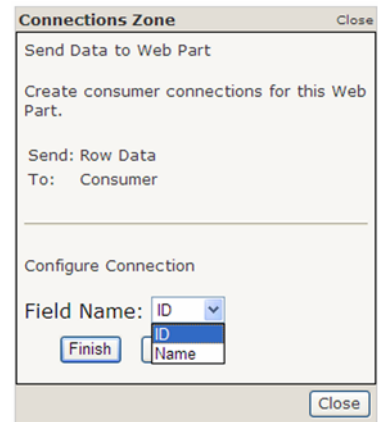 Connections Zone Close
Send Data to Web Part
Create consumer connections for this Web
Part.
Send: Row Data
To: Consumer
Configure Connection
Field Name: ID
ID
Finish Name
Close